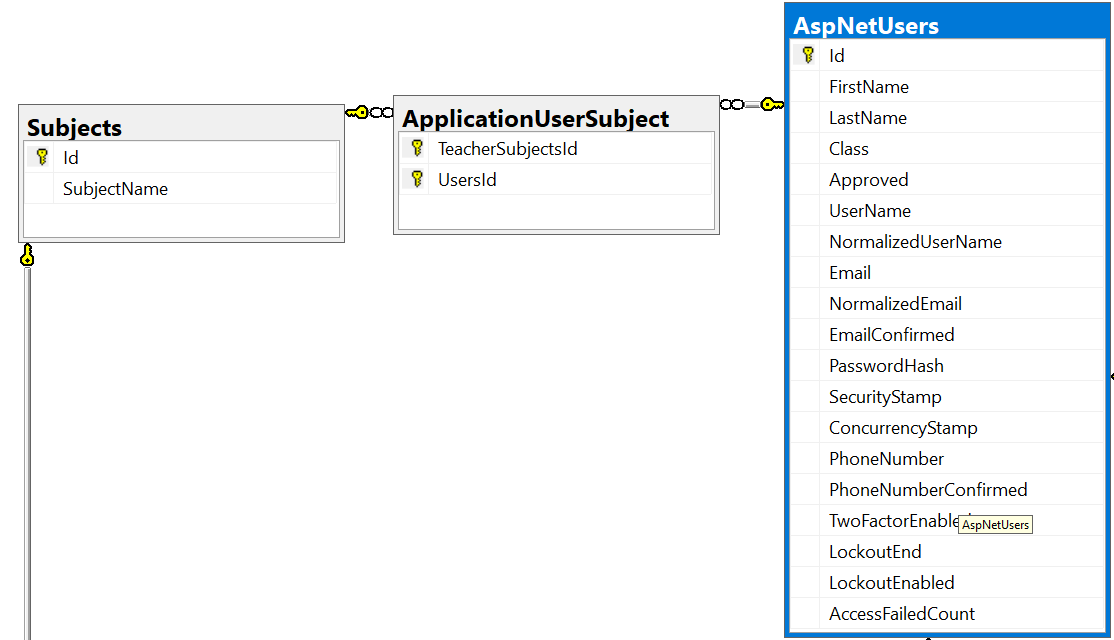 Subjects
Id
SubjectName
ApplicationUserSubject
TeacherSubjectsId
UsersId
AspNetUsers
Id
FirstName
LastName
Class
Approved
UserName
NormalizedUserName
Email
NormalizedEmail
EmailConfirmed
PasswordHash
SecurityStamp
ConcurrencyStamp
PhoneNumber
PhoneNumberConfirmed
TwoFactorEnabled
AspNetUsers
LockoutEnd
LockoutEnabled
AccessFailedCount